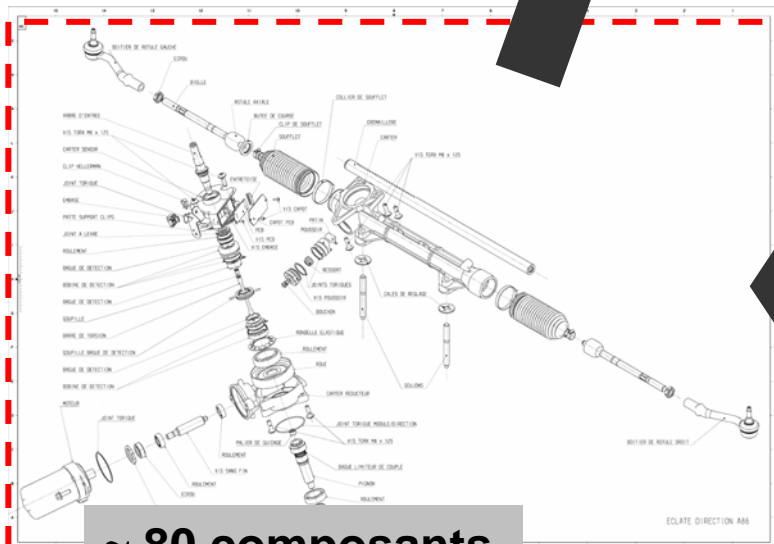 BOITIER DE ROTULE GAUCHE
ECROU
BIELLE
ROTULE AXIALE
BUTEE DE COURSE
CLIP DE SOUFFLET
SOUFFLET
COLLIER DE SOUFFLET
CREMAILLERE
CARTER
VIS TORX M8 x 125
ARBRE D'ENTREE
VIS TORX M6 x 125
CARTER SENSOR
CLIP HELLERMAN
JOINT TORIQUE
EMBASE
PATTE SUPPORT CLIPS
JOINT A LEVRE
ROULEMENT
BAGUE DE DETECTION
BOBINE DE DETECTION
BAGUE DE DETECTION
GOUPILLE
BARRE DE TORSION
GOUPILLE BAGUE DE DETECTION
BAGUE DE DETECTION
BOBINE DE DETECTION
MOTEUR
JOINT TORIQUE
ENTRETOISE
VIS CAPOT
CAPOT PCB
PCB
VIS PCB
VIS EMBASE
PATIN
POUSSOIR
RESSORT
JOINTS TORIQUES
VIS POUSSOIR
BOUCHON
CALES DE REGLAGE
GOUJONS
RONDELLE ELASTIQUE
ROULEMENT
ROUE
CARTER REDUCTEUR
JOINT TORIQUE MODULE/DIRECTION
VIS TORX M8 x 125
PALIER DE GUIDAGE
ROULEMENT
VIS SANS FIN
ROULEMENT
ECROU
BAGUE LIMITEUR DE COUPLE
PIGNON
ROULEMENT
BOITIER DE ROTULE DROIT
ECLATE DIRECTION A86
≈ 80 composants